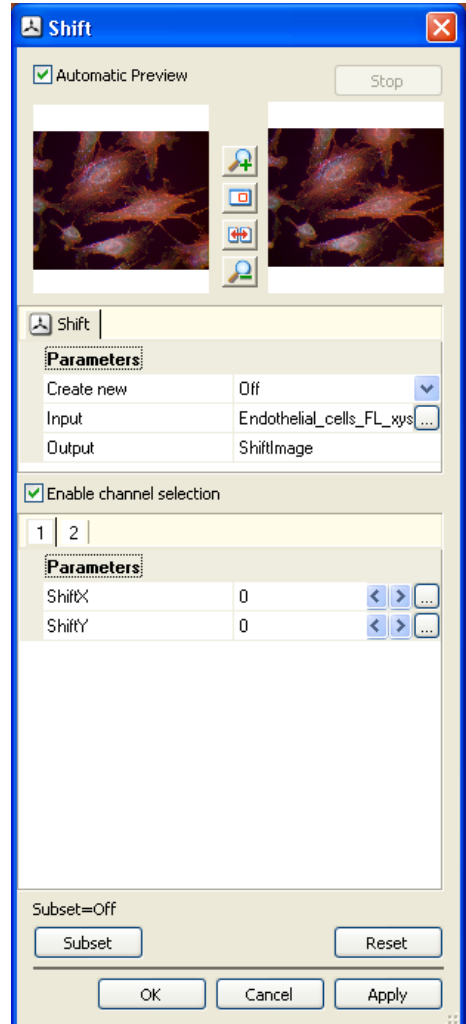 Shift
Automatic Preview
Stop
Shift
Parameters
Create new Off
Input Endothelial_cells_FL_xys ...
Output ShiftImage
Enable channel selection
1 2
Parameters
ShiftX 0 < > ...
ShiftY 0 < > ...
Subset=Off
Subset Reset
OK Cancel Apply